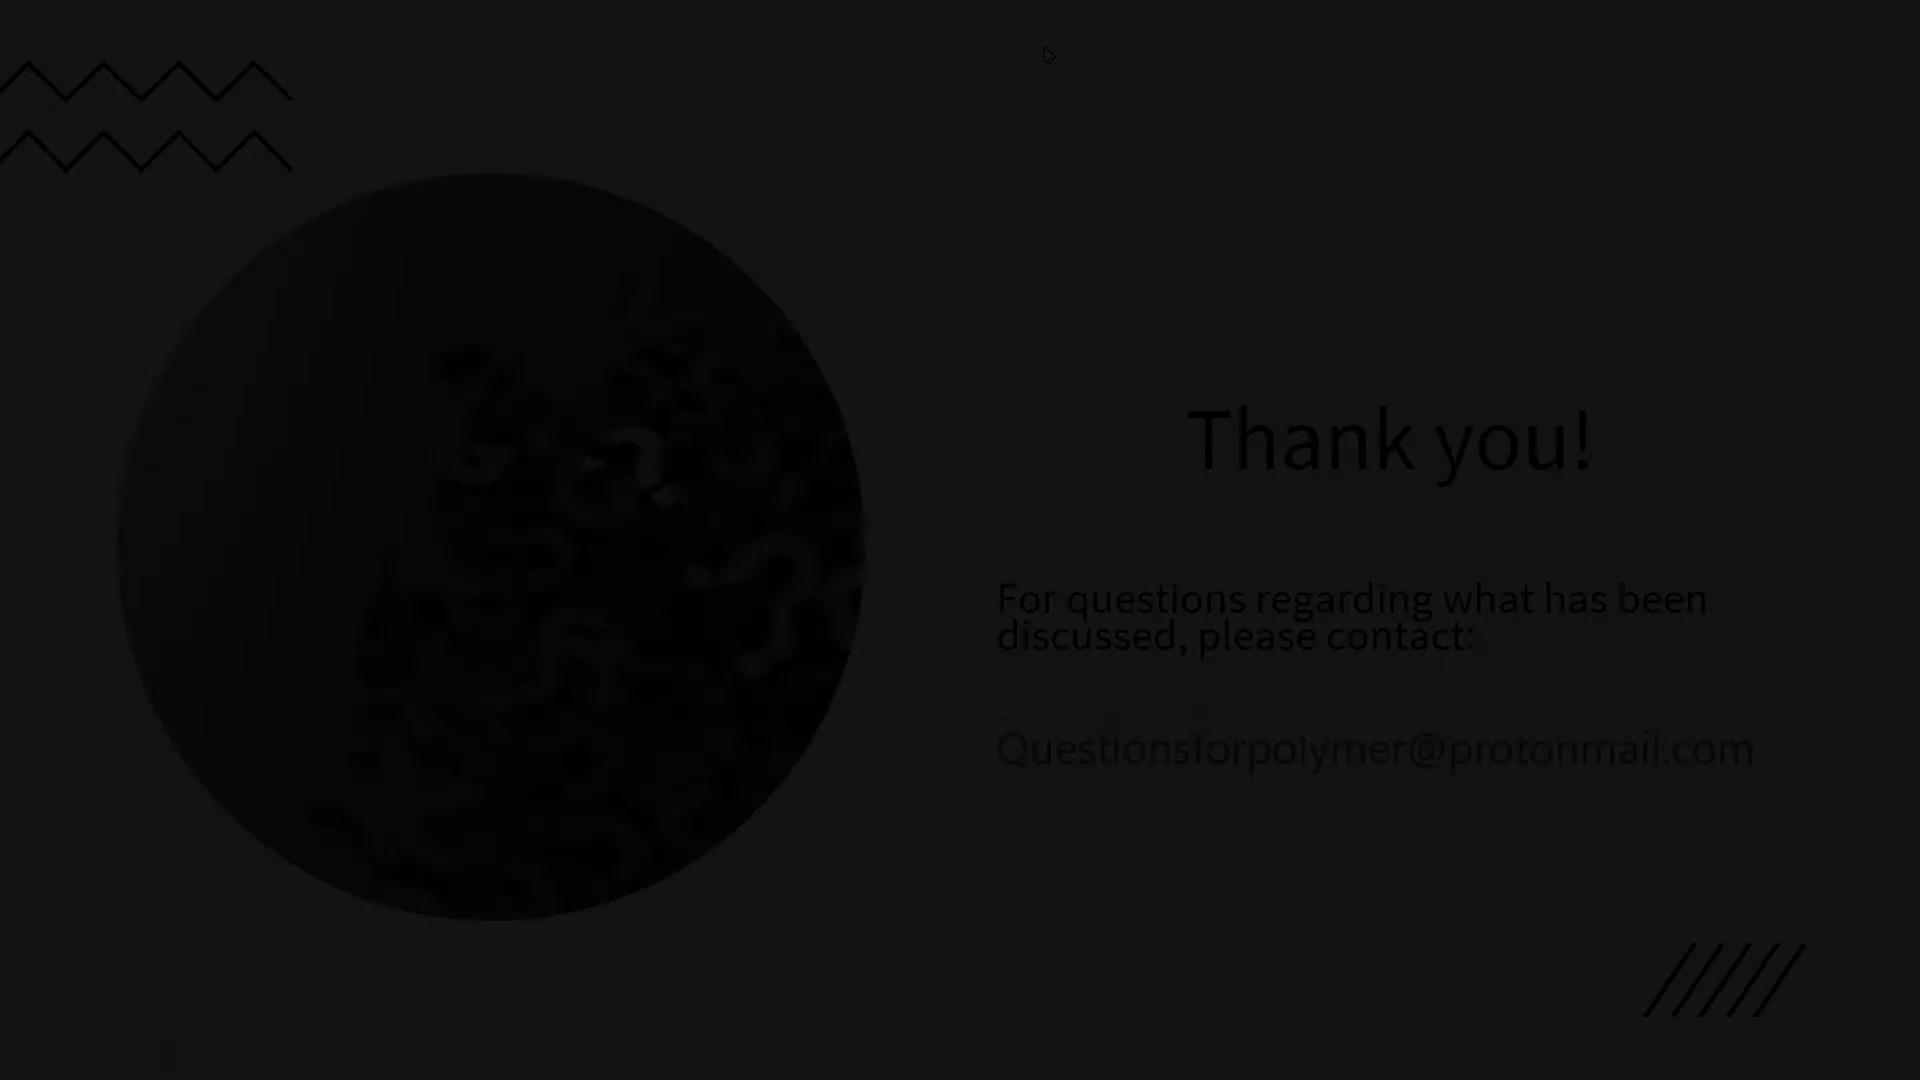 Thank you!
For questions regarding what has been
discussed, please contact:
Questionsforpolymer@protonmail.com